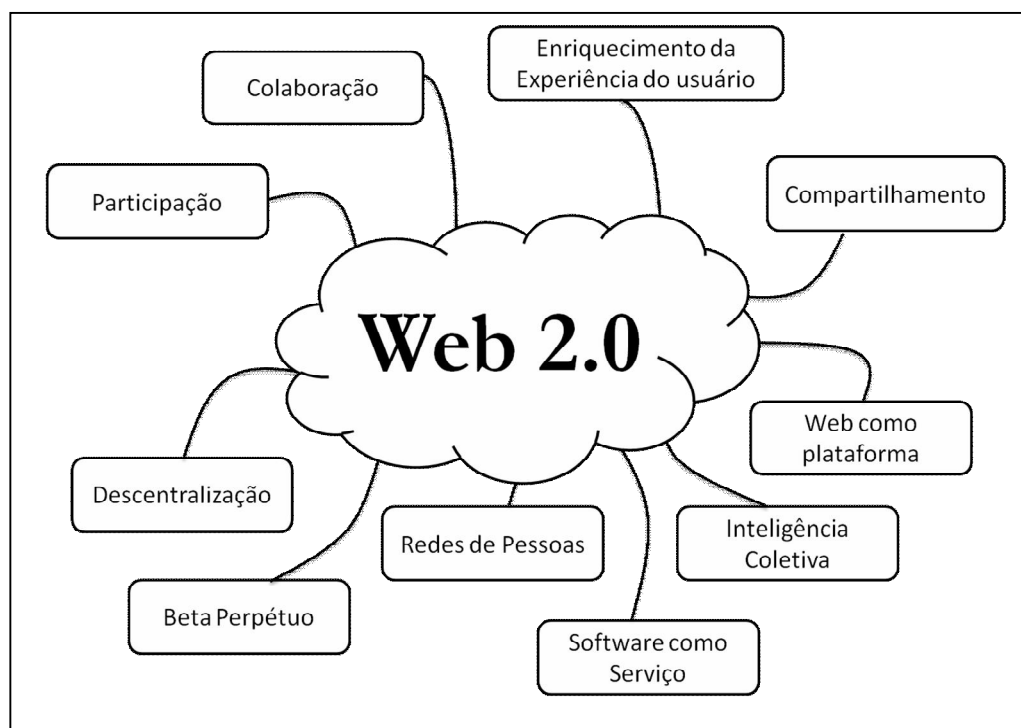 Enriquecimento da
Experiência do usuário
Colaboração
Compartilhamento
Participação
Web 2.0
Web como
plataforma
Descentralização
Redes de Pessoas
Inteligência
Coletiva
Beta Perpétuo
Software como
Serviço